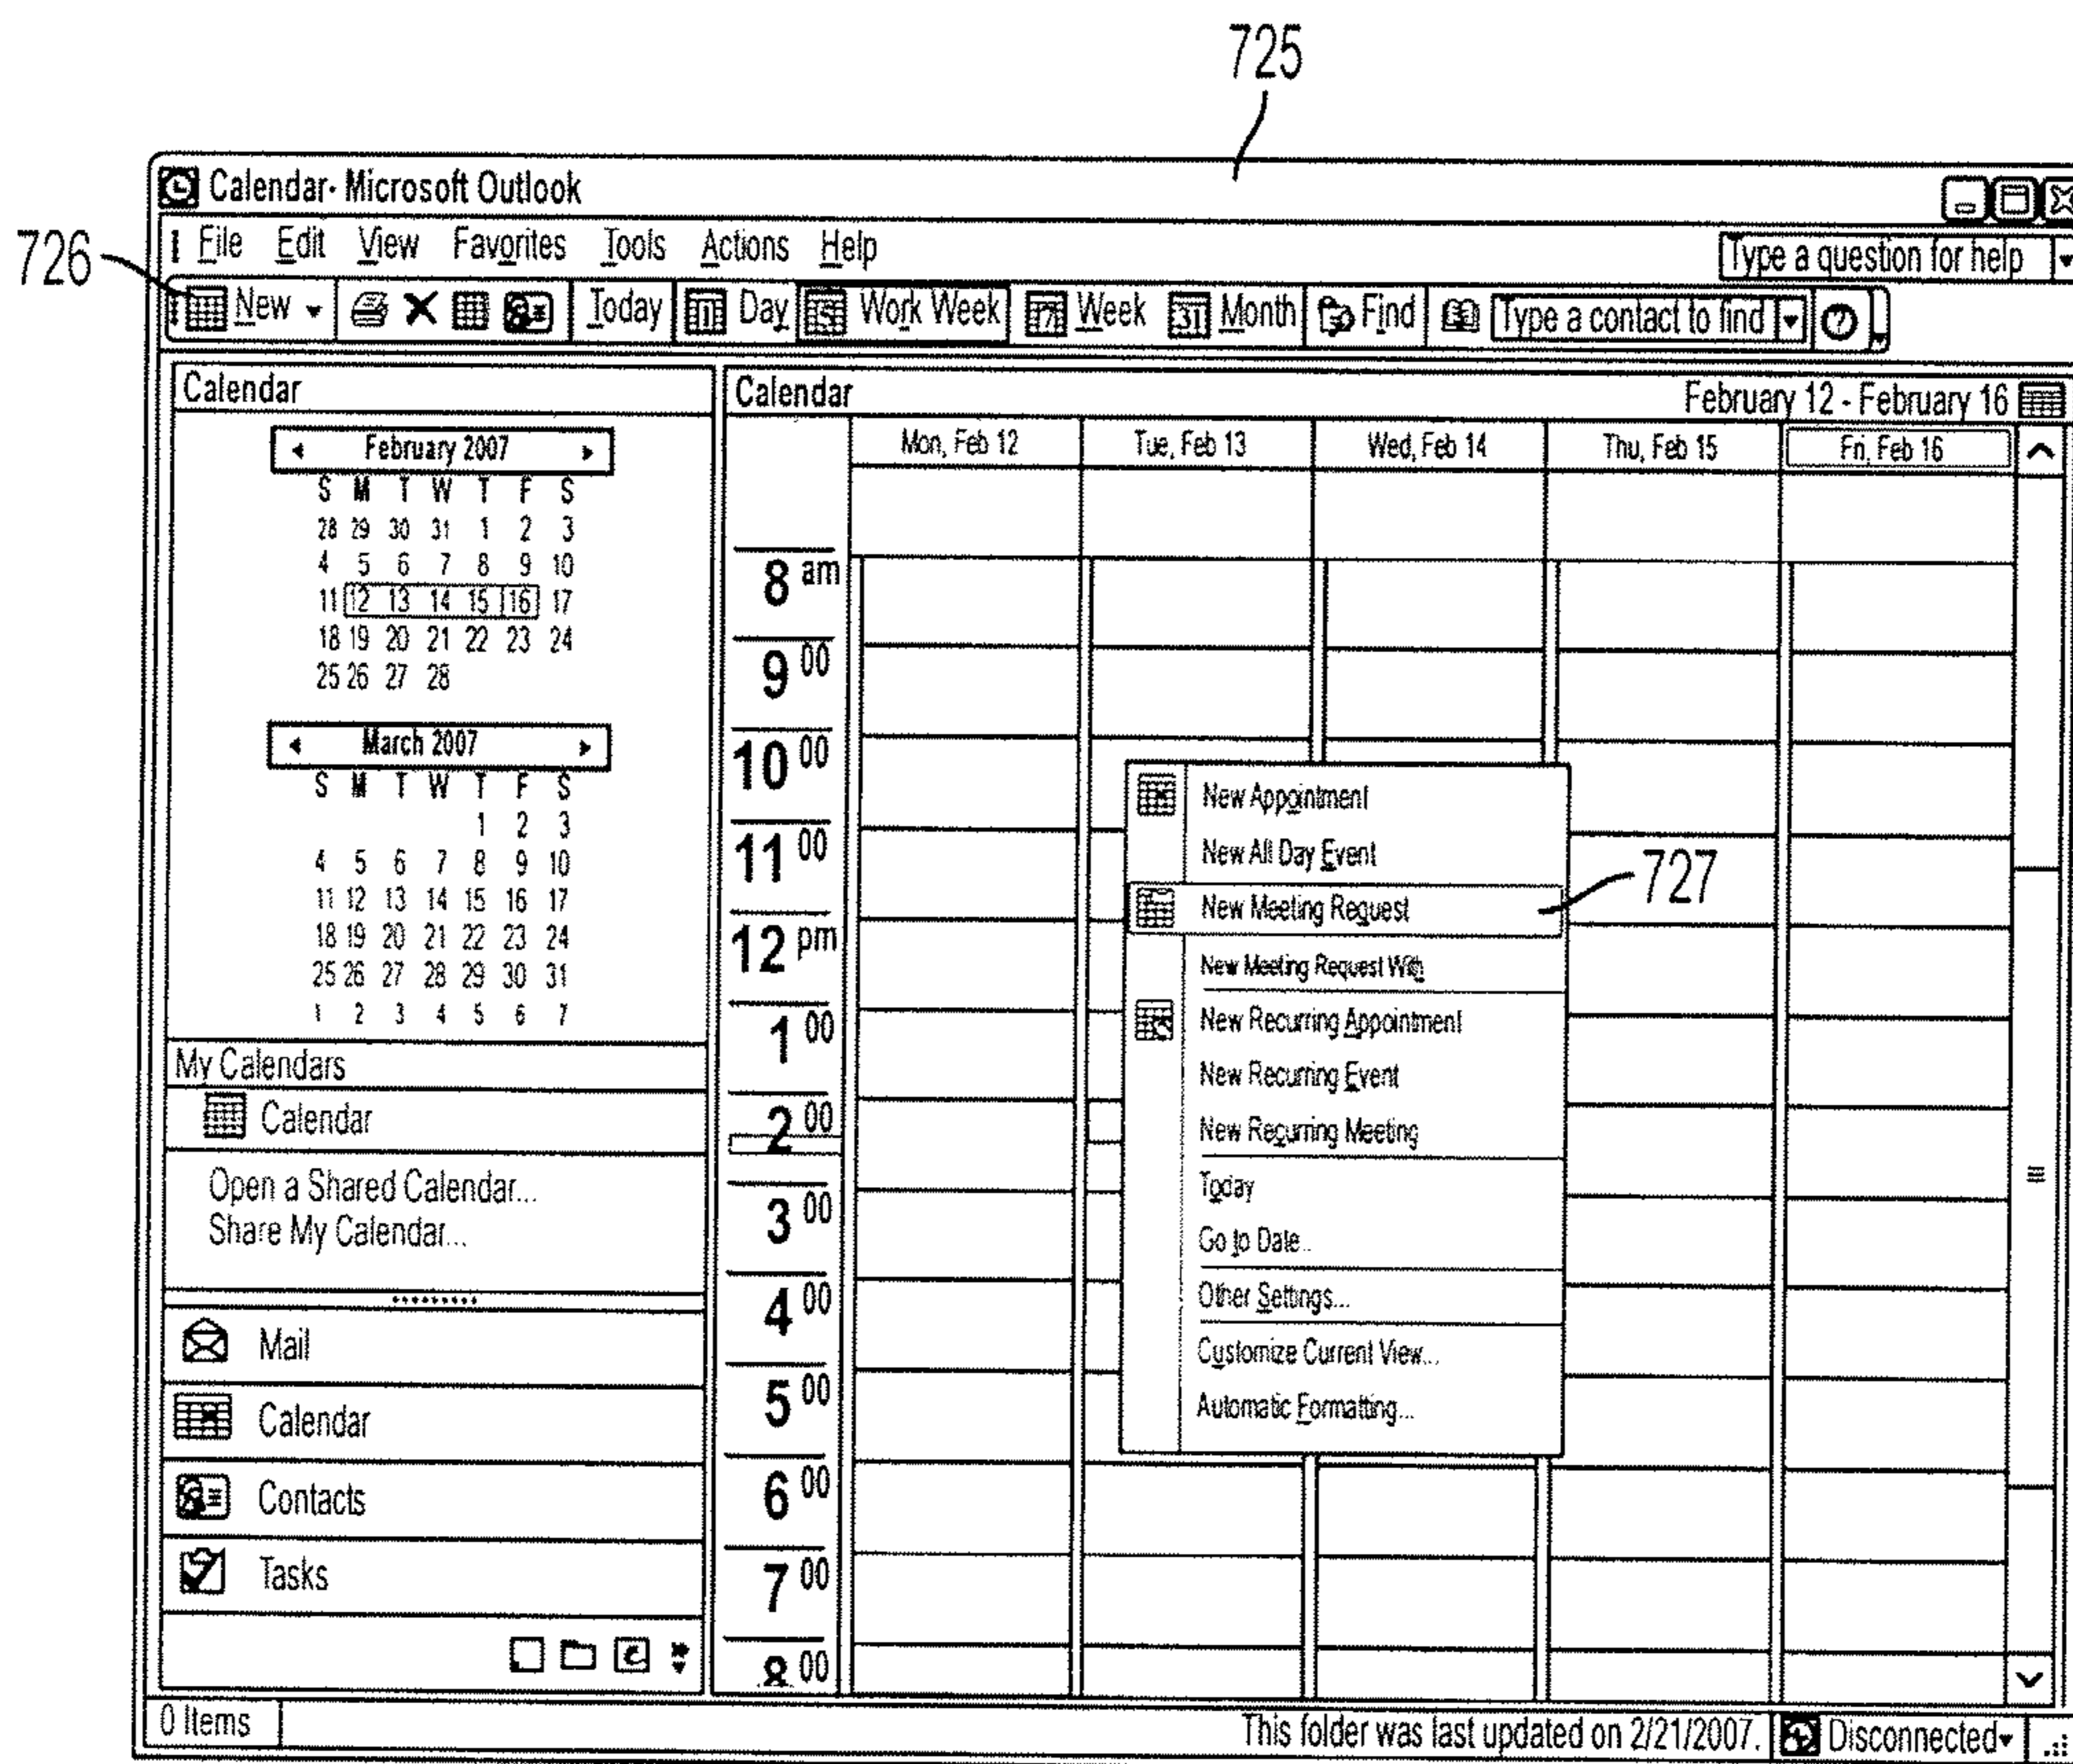 725
Calendar- Microsoft Outlook
726
File Edit View Favorites Tools Actions Help Type a question for help
New Today Day Work Week Week Month Find Type a contact to find
Calendar
February 2007
S M T W T F S
28 29 30 31 1 2 3
4 5 6 7 8 9 10
11 12 13 14 15 16 17
18 19 20 21 22 23 24
25 26 27 28
March 2007
S M T W T F S
1 2 3
4 5 6 7 8 9 10
11 12 13 14 15 16 17
18 19 20 21 22 23 24
25 26 27 28 29 30 31
1 2 3 4 5 6 7
My Calendars
Calendar
Open a Shared Calendar...
Share My Calendar...
Mail
Calendar
Contacts
Tasks
Calendar February 12 - February 16
Mon, Feb 12 Tue, Feb 13 Wed, Feb 14 Thu, Feb 15 Fri, Feb 16
8 am
9 00
10 00
11 00
12 pm
1 00
2 00
3 00
4 00
5 00
6 00
7 00
8 00
New Appointment
New All Day Event
New Meeting Request
727
New Meeting Request With
New Recurring Appointment
New Recurring Event
New Recurring Meeting
Today
Go to Date..
Other Settings...
Customize Current View...
Automatic Formatting...
0 Items This folder was last updated on 2/21/2007. Disconnected